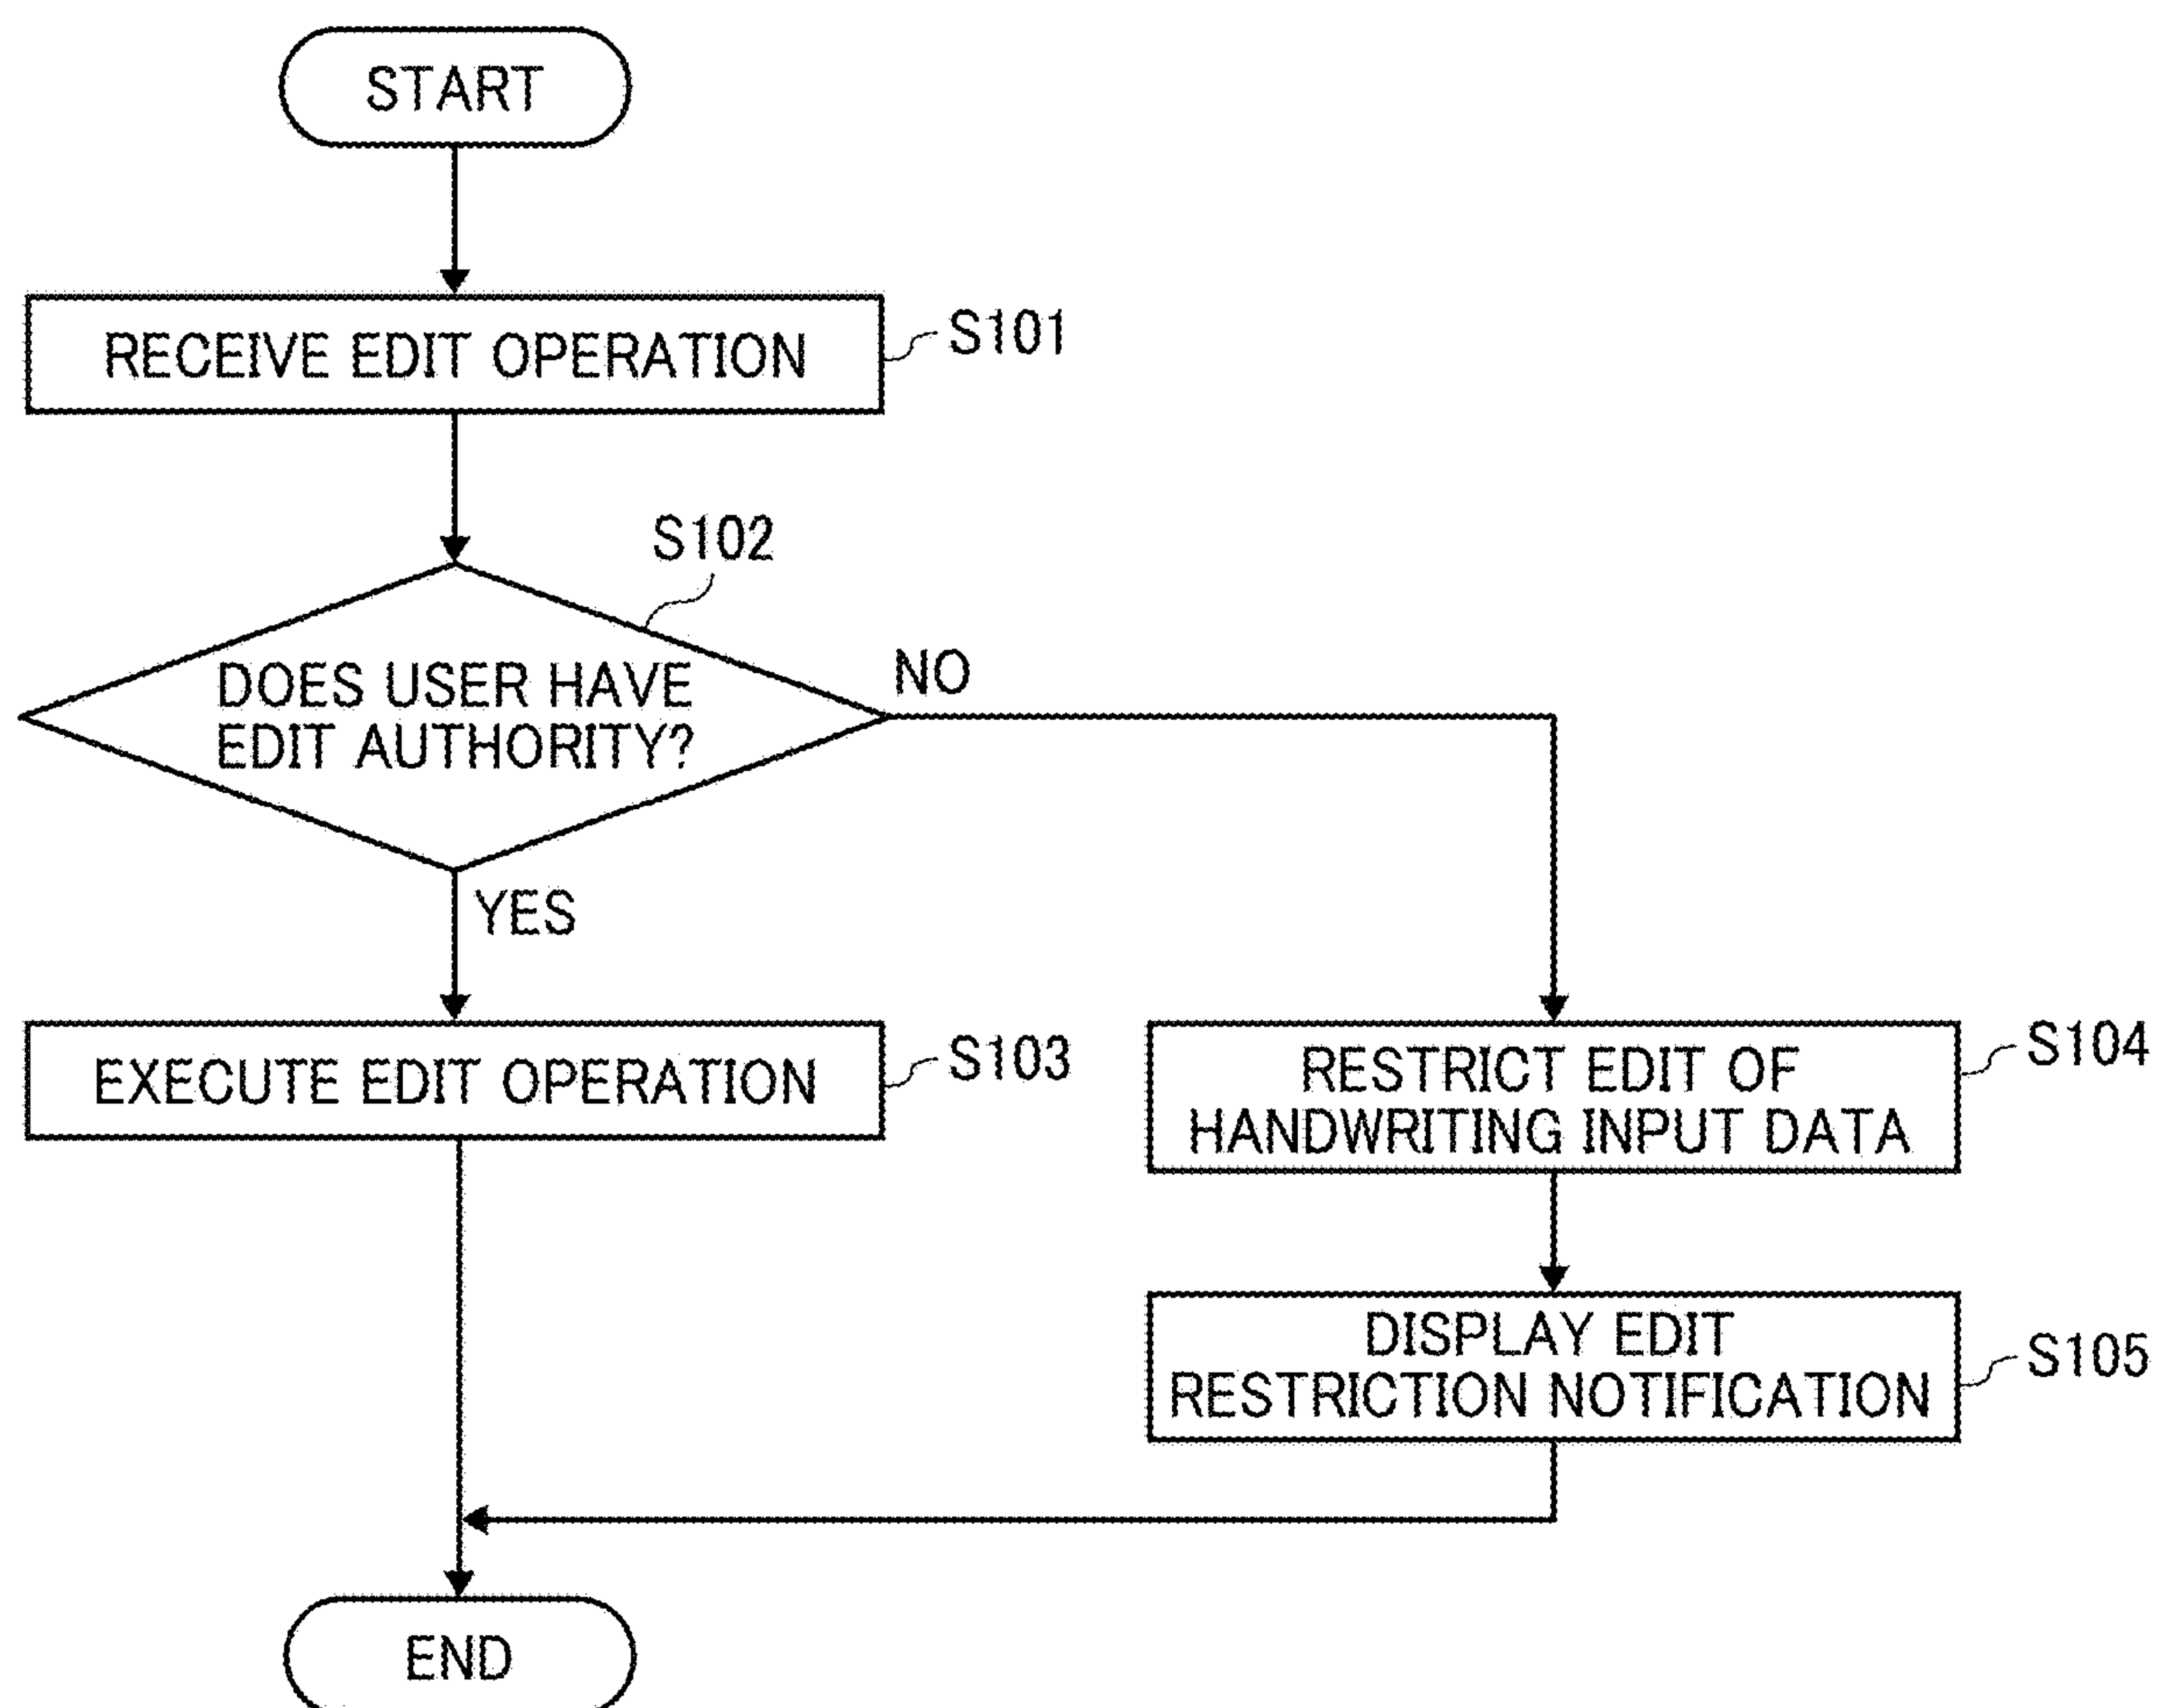 START
RECEIVE EDIT OPERATION
S101
S102
DOES USER HAVE
EDIT AUTHORITY?
NO
YES
EXECUTE EDIT OPERATION
S103
RESTRICT EDIT OF
HANDWRITING INPUT DATA
S104
DISPLAY EDIT
RESTRICTION NOTIFICATION
S105
END